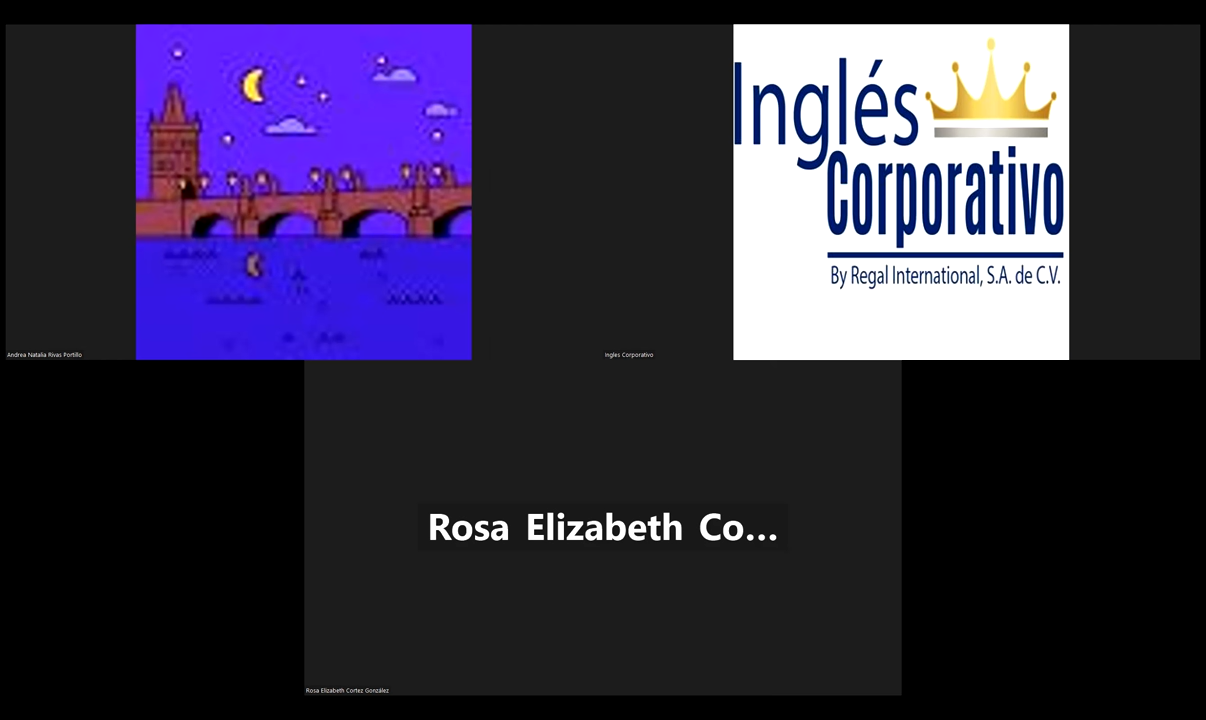 Inglés
Corporativo
By Regal International, S.A. de C.V.
Andrea Natalia Rivas Portillo
Ingles Corporativo
Rosa Elizabeth Co...
Rosa Elizabeth Cortez González